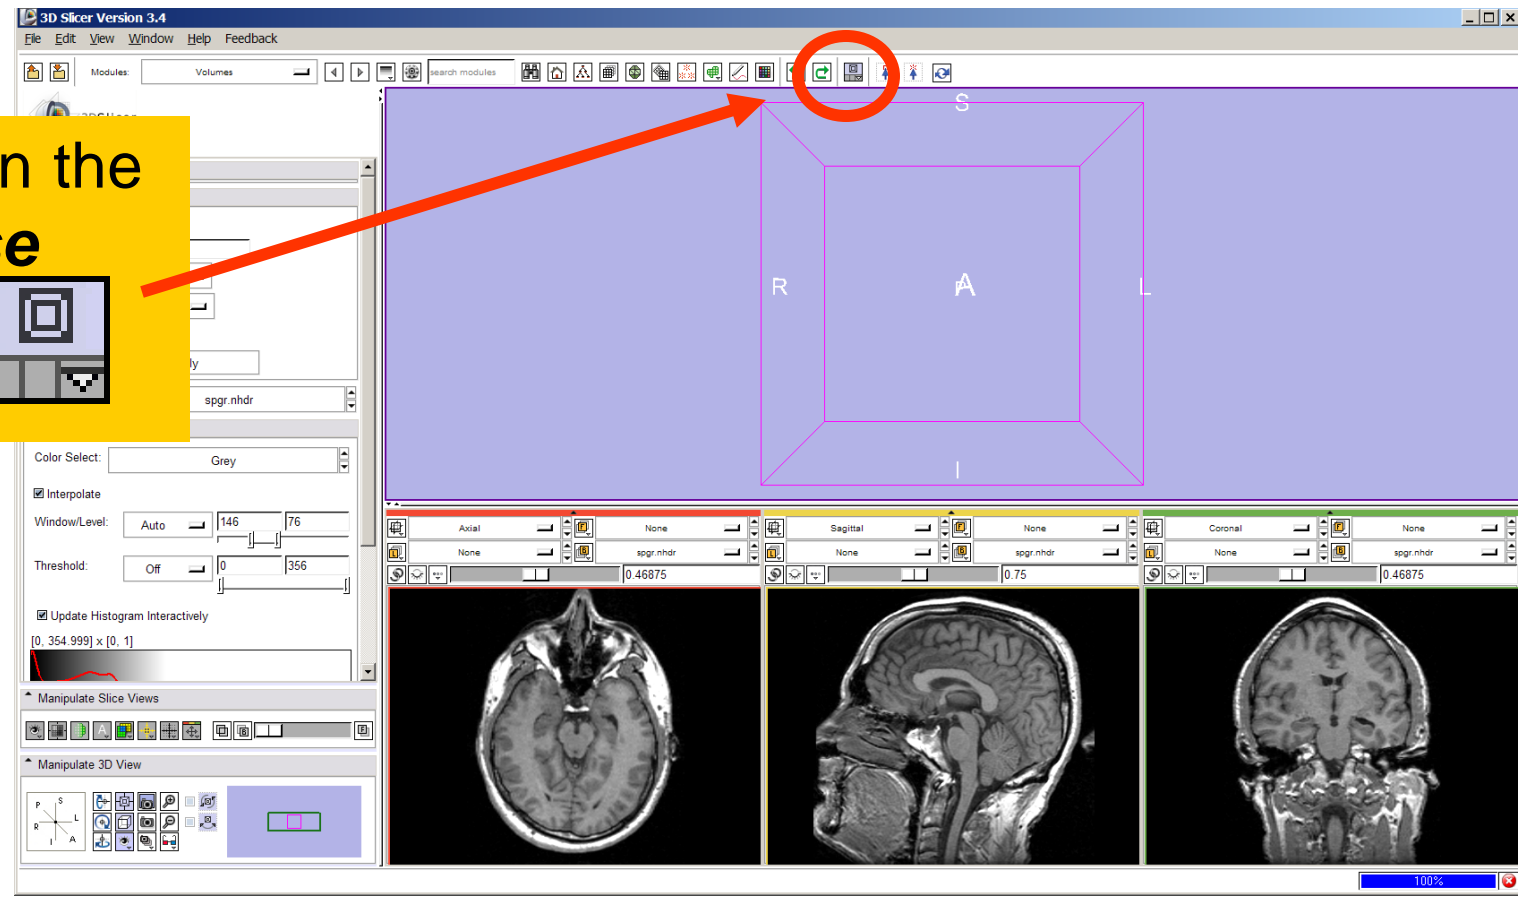 3D Slicer Version 3.4
File Edit View Window Help Feedback
Modules: Volumes search modules
n the
e
ly
spgr.nhdr
Color Select: Grey
Interpolate
Window/Level: Auto 146 76
Threshold: Off 0 356
Update Histogram Interactively
[0, 354.999] x [0, 1]
Manipulate Slice Views
Manipulate 3D View
P S
R L
I A
S
R A L
P
I
Axial None
None spgr.nhdr
0.46875
Sagittal None
None spgr.nhdr
0.75
Coronal None
None spgr.nhdr
0.46875
100%